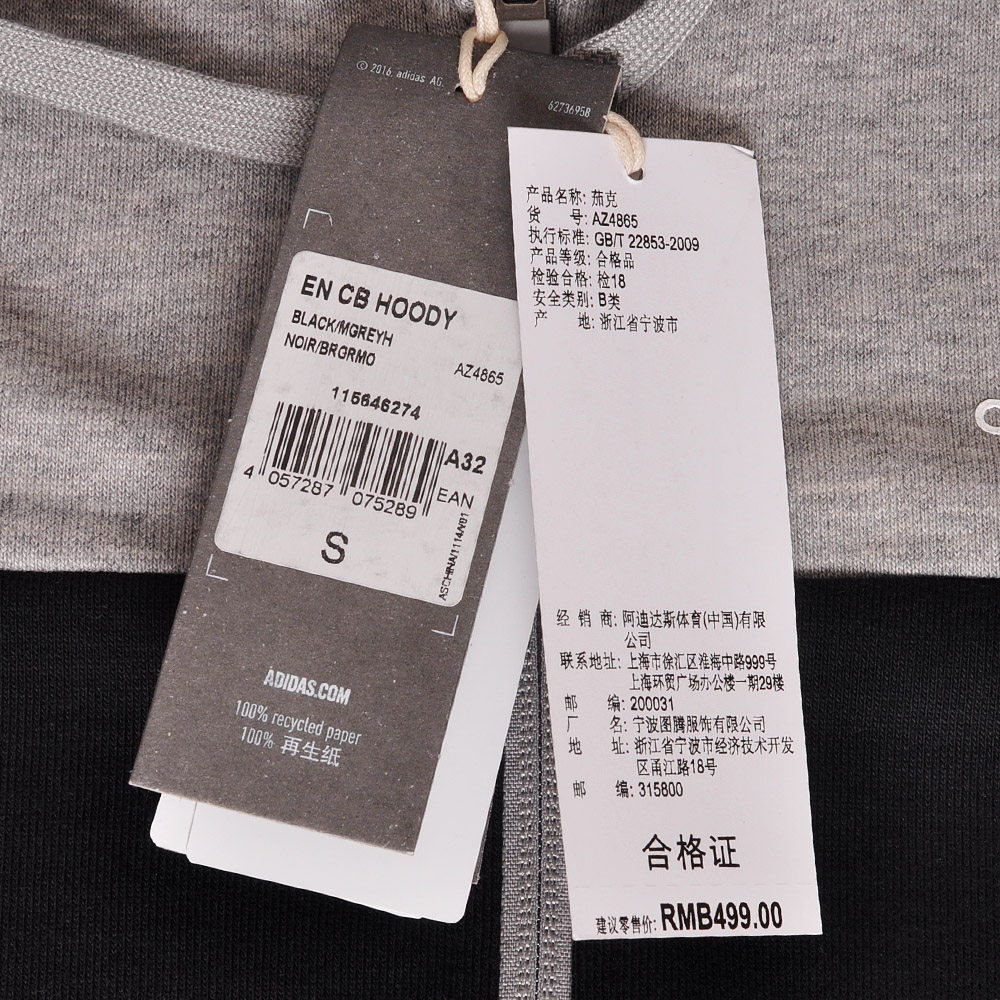 © 2016, adidas AG.
62736958
EN CB HOODY
BLACK/MGREYH
NOIR/BRGRMO
AZ4865
115646274
A32
4 057287 075289
EAN
S
ASCHINA/1114/V01
ADIDAS.COM
100% recycled paper
100% 再生纸
产品名称: 茄克
货 号: AZ4865
执行标准: GB/T 22853-2009
产品等级: 合格品
检验合格: 检18
安全类别: B类
产 地: 浙江省宁波市
经 销 商: 阿迪达斯体育(中国)有限
公司
联系地址: 上海市徐汇区淮海中路999号
上海环贸广场办公楼一期29楼
邮 编: 200031
厂 名: 宁波图腾服饰有限公司
地 址: 浙江省宁波市经济技术开发
区甬江路18号
邮 编: 315800
合格证
建议零售价: RMB499.00